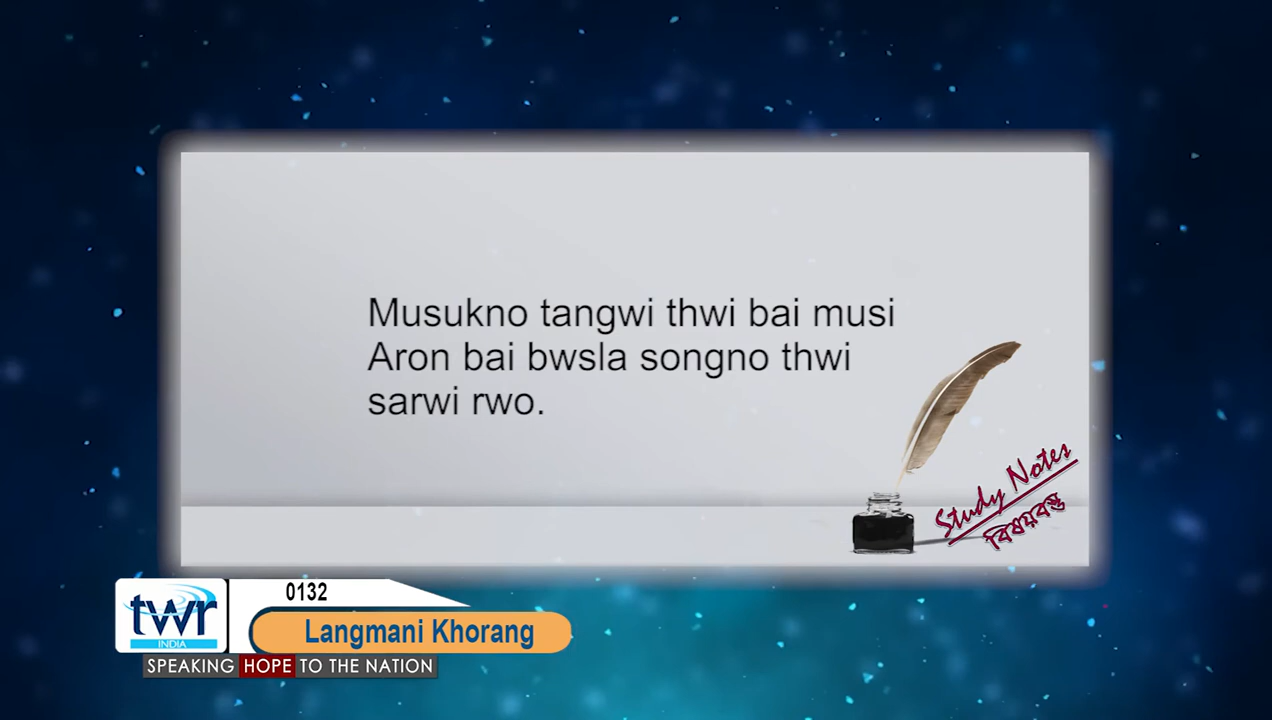 Musukno tangwi thwi bai musi
Aron bai bwsla songno thwi
sarwi rwo.
Study Notes
বিষয়বস্তু
0132
twr
INDIA
Langmani Khorang
SPEAKING HOPE TO THE NATION